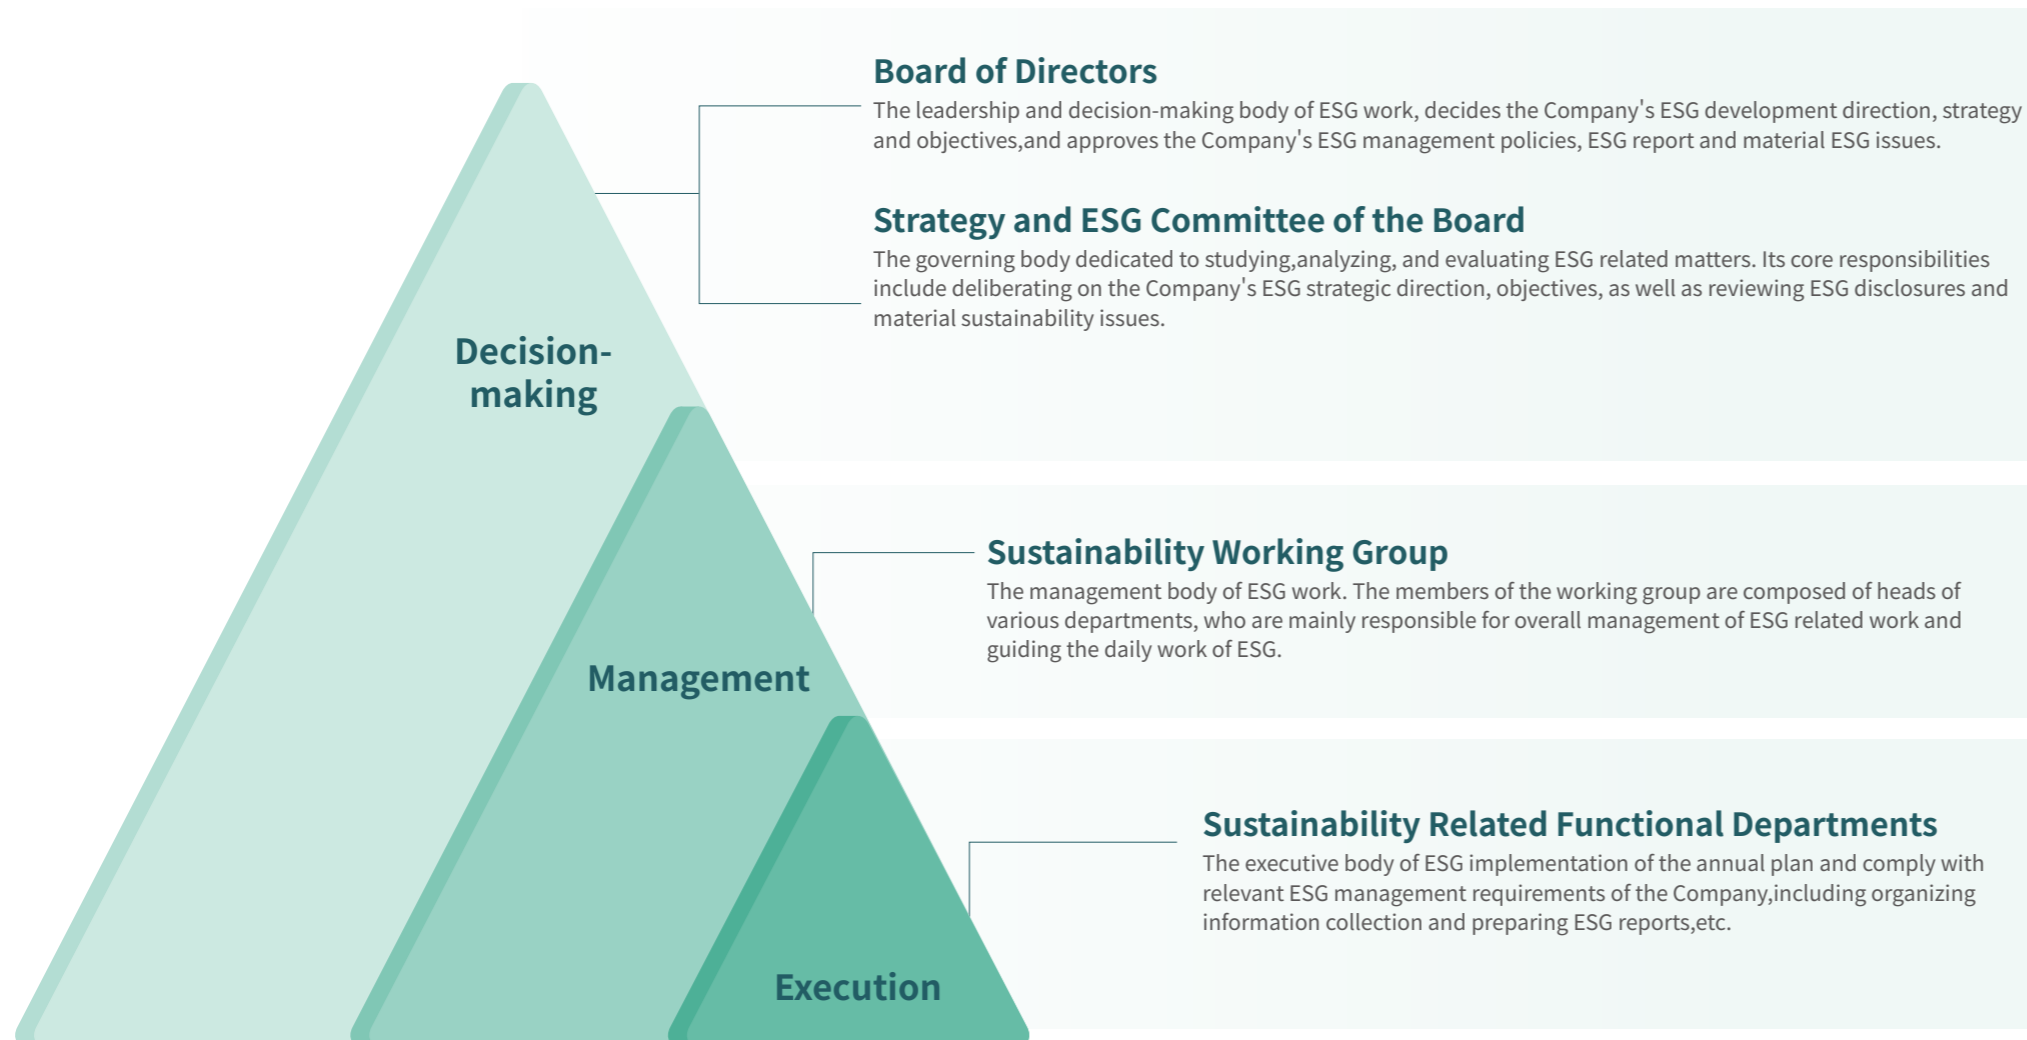 Board of Directors
The leadership and decision-making body of ESG work, decides the Company's ESG development direction, strategy
and objectives,and approves the Company's ESG management policies, ESG report and material ESG issues.
Strategy and ESG Committee of the Board
The governing body dedicated to studying,analyzing, and evaluating ESG related matters. Its core responsibilities
include deliberating on the Company's ESG strategic direction, objectives, as well as reviewing ESG disclosures and
material sustainability issues.
Decision-
making
Sustainability Working Group
The management body of ESG work. The members of the working group are composed of heads of
various departments, who are mainly responsible for overall management of ESG related work and
guiding the daily work of ESG.
Management
Sustainability Related Functional Departments
The executive body of ESG implementation of the annual plan and comply with
relevant ESG management requirements of the Company,including organizing
information collection and preparing ESG reports,etc.
Execution